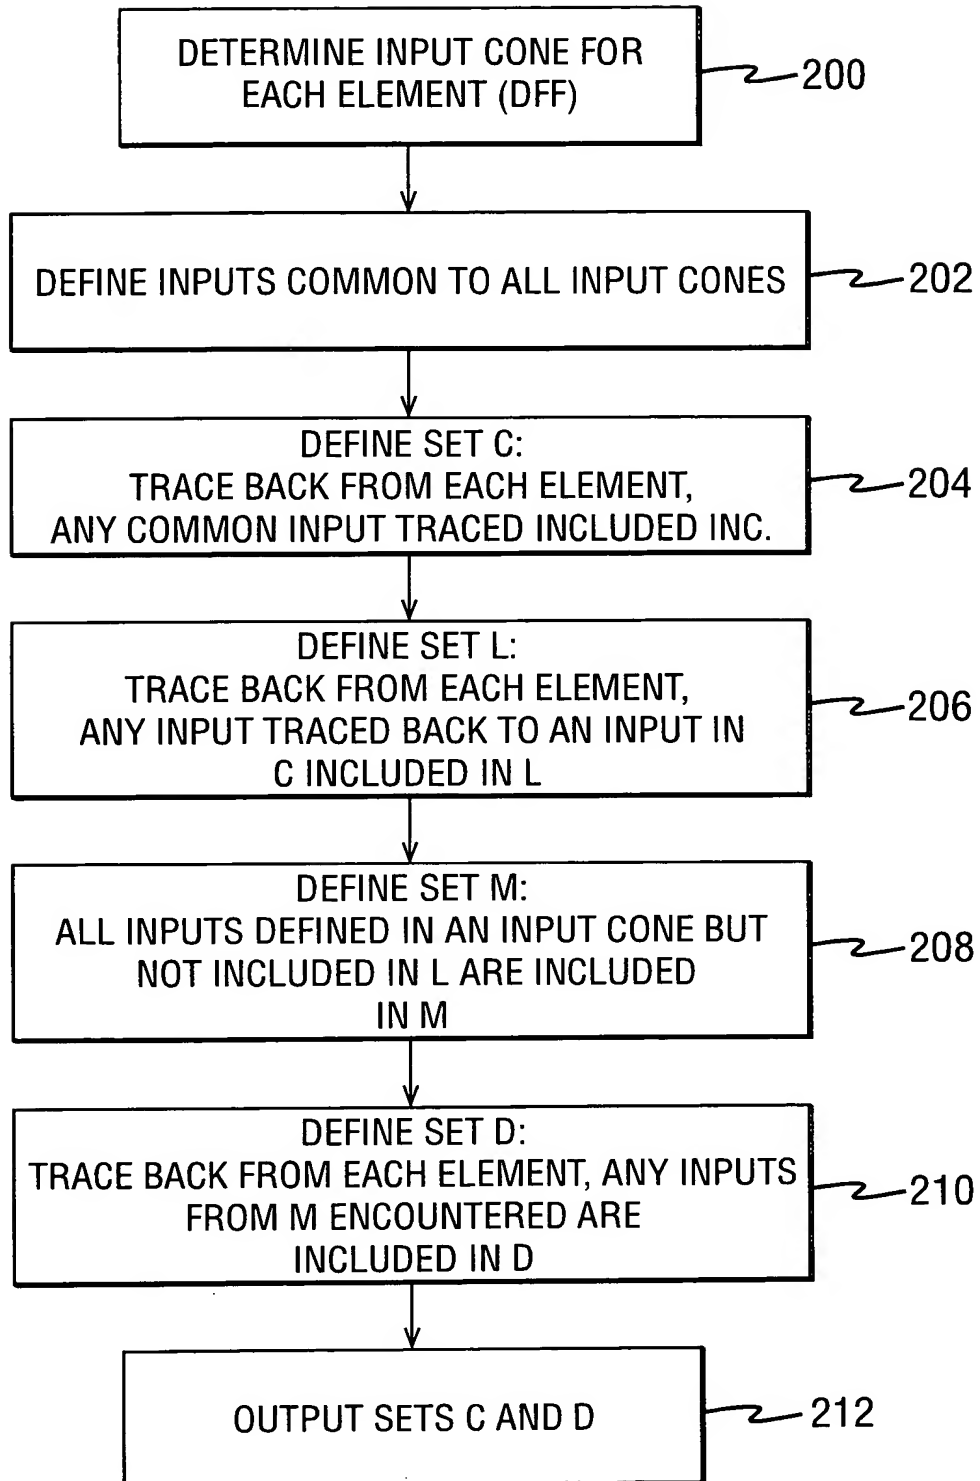 DETERMINE INPUT CONE FOR
EACH ELEMENT (DFF)
200
DEFINE INPUTS COMMON TO ALL INPUT CONES
202
DEFINE SET C:
TRACE BACK FROM EACH ELEMENT,
ANY COMMON INPUT TRACED INCLUDED INC.
204
DEFINE SET L:
TRACE BACK FROM EACH ELEMENT,
ANY INPUT TRACED BACK TO AN INPUT IN
C INCLUDED IN L
206
DEFINE SET M:
ALL INPUTS DEFINED IN AN INPUT CONE BUT
NOT INCLUDED IN L ARE INCLUDED
IN M
208
DEFINE SET D:
TRACE BACK FROM EACH ELEMENT, ANY INPUTS
FROM M ENCOUNTERED ARE
INCLUDED IN D
210
OUTPUT SETS C AND D
212